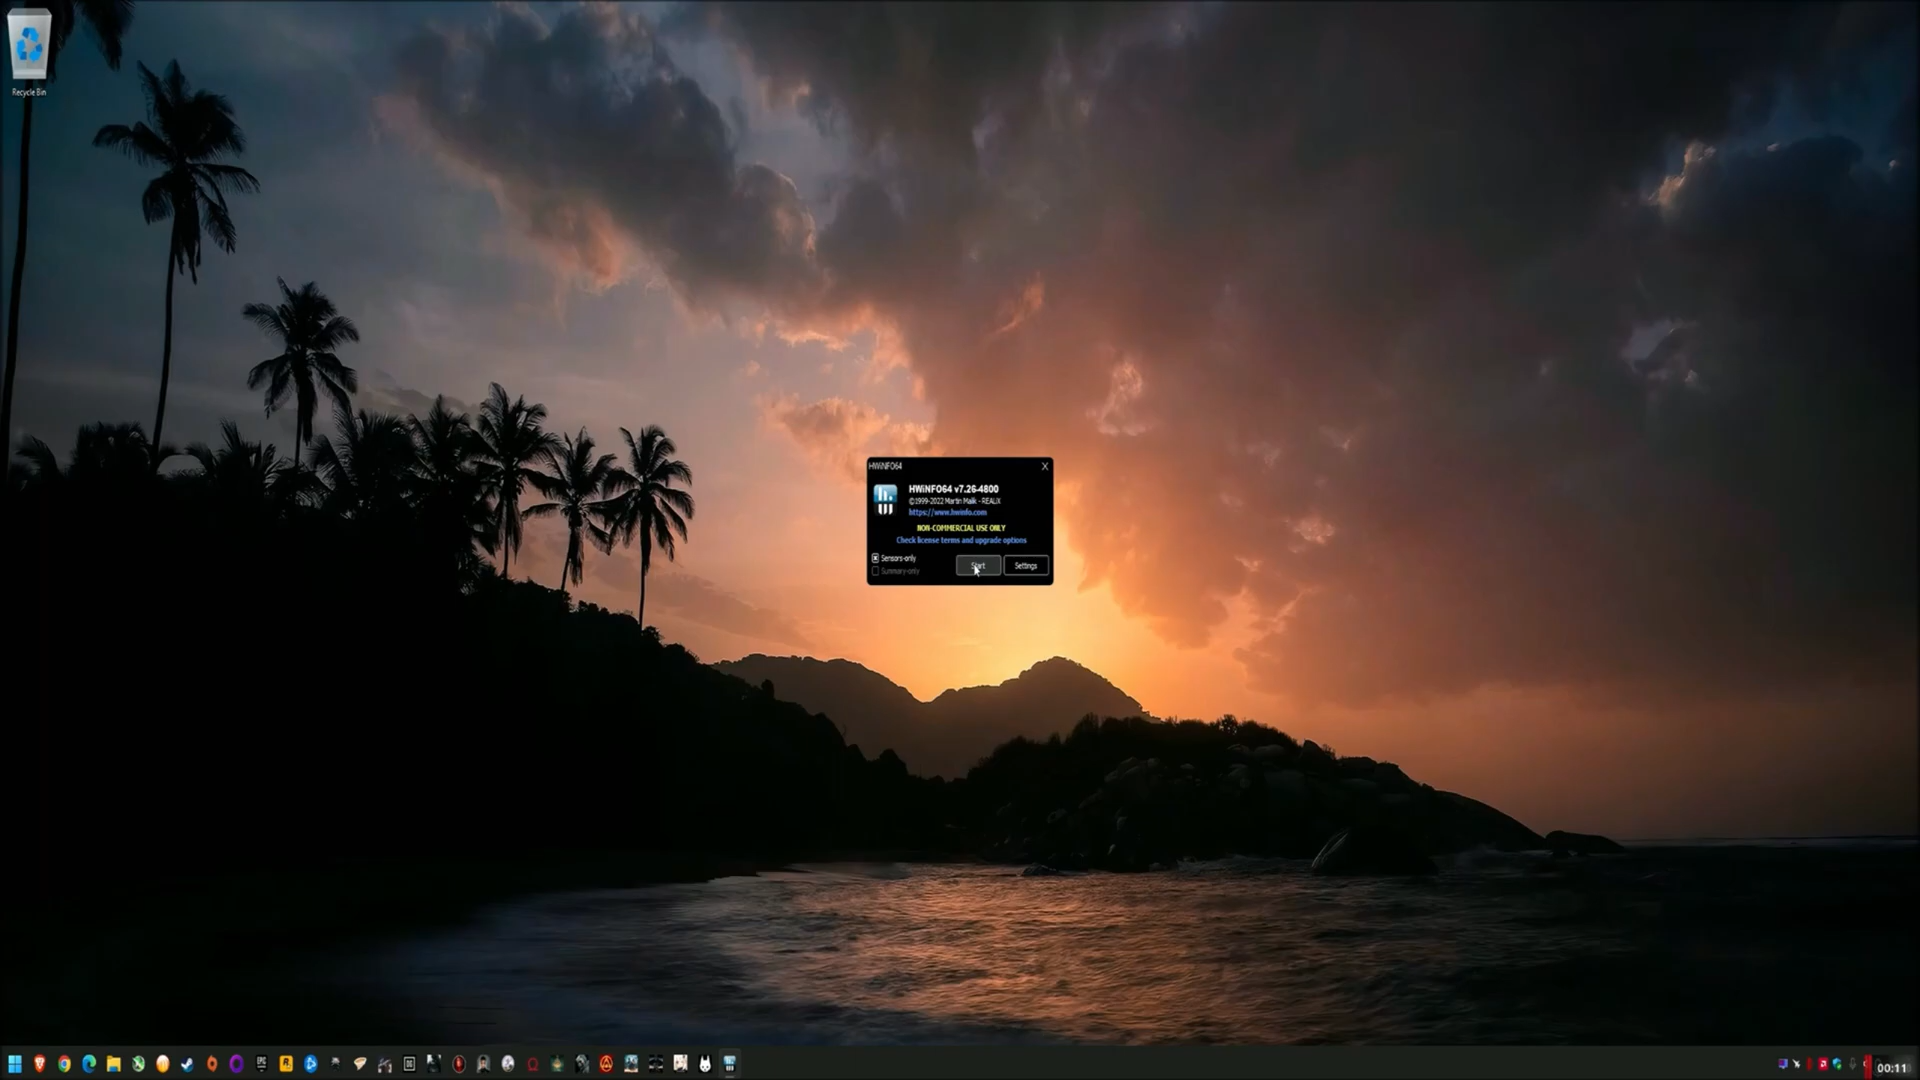 Recycle Bin
HWiNFO64
X
HWiNFO64 v7.26-4800
©1999-2022 Martin Malik - REALiX
https://www.hwinfo.com
NON-COMMERCIAL USE ONLY
Check license terms and upgrade options
Sensors-only
Start
Settings
Summary-only
EPIC
00:11